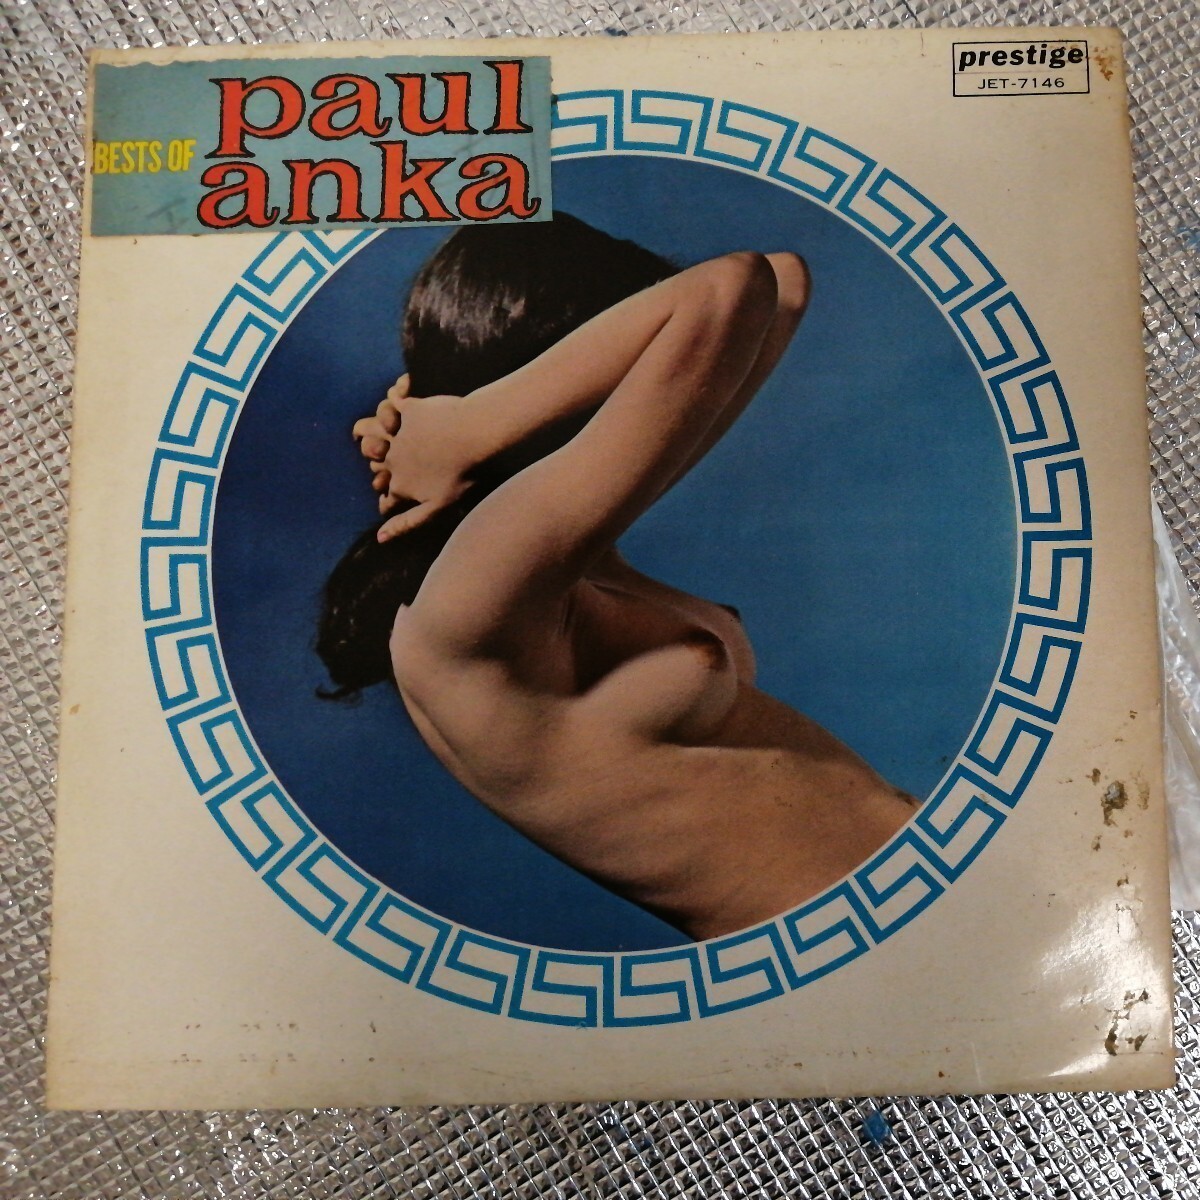 BESTS OF
paul
anka
prestige
JET-7146